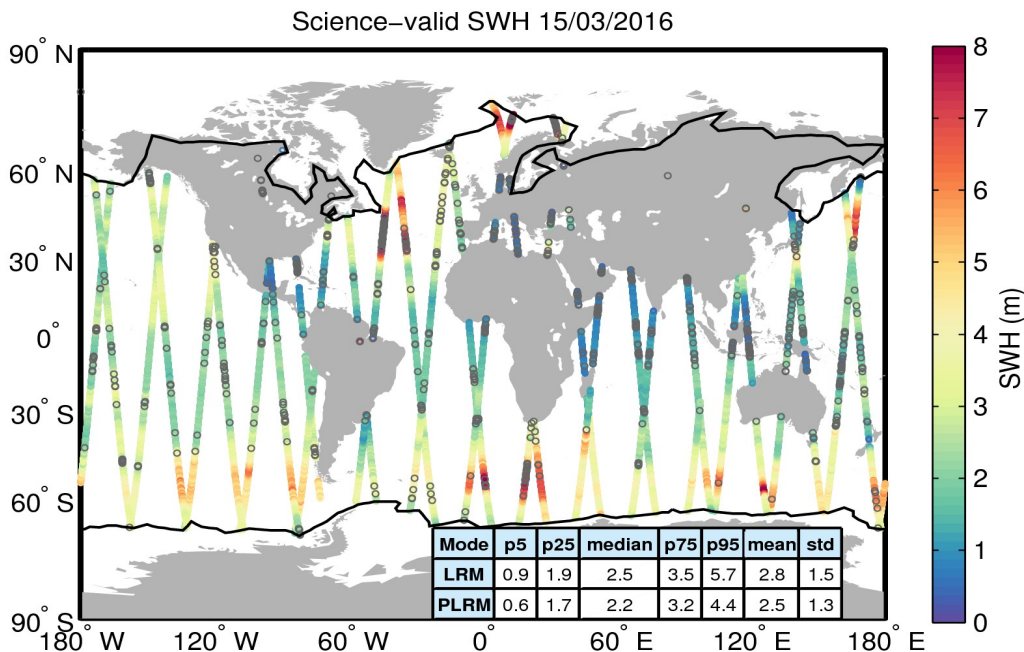 Science−valid SWH 15/03/2016
90° N
60° N
30° N
0°
30° S
60° S
90° S
180° W
120° W
60° W
0°
60° E
120° E
180° E
Mode p5 p25 median p75 p95 mean std
LRM 0.9 1.9 2.5 3.5 5.7 2.8 1.5
PLRM 0.6 1.7 2.2 3.2 4.4 2.5 1.3
8
7
6
5
4
3
2
1
0
SWH (m)